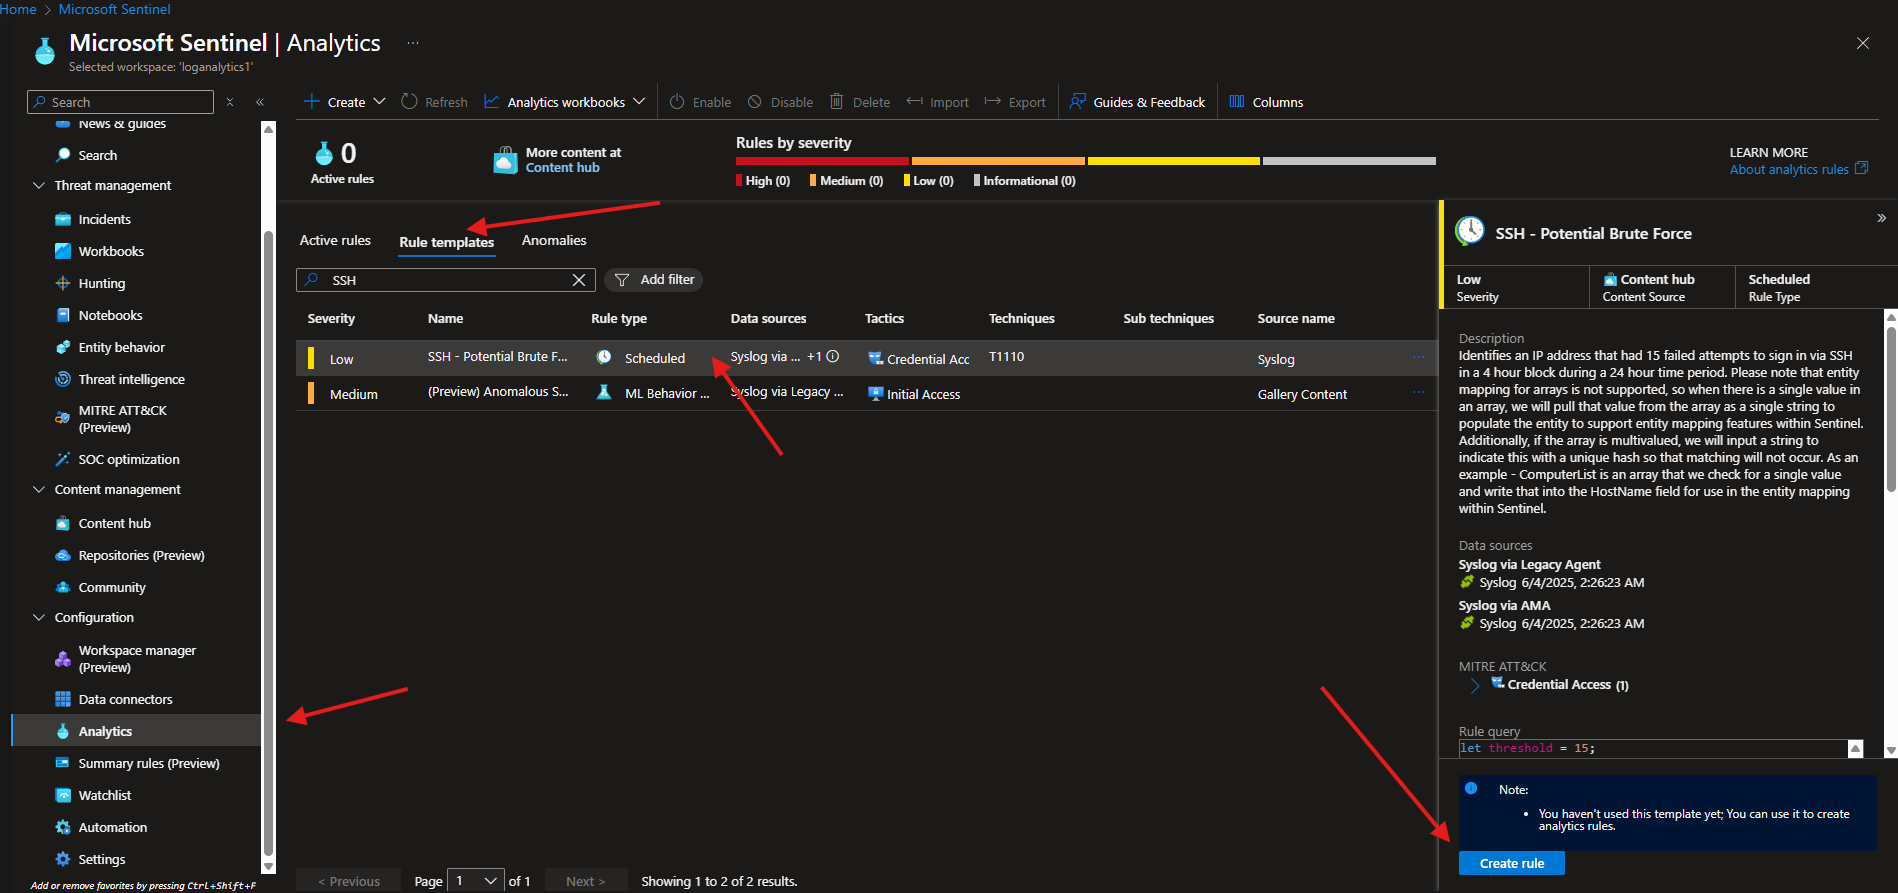 Home > Microsoft Sentinel
Microsoft Sentinel | Analytics ...
Selected workspace: 'loganalytics1'
Search
News & guides
Search
Threat management
Incidents
Workbooks
Hunting
Notebooks
Entity behavior
Threat intelligence
MITRE ATT&CK
(Preview)
SOC optimization
Content management
Content hub
Repositories (Preview)
Community
Configuration
Workspace manager
(Preview)
Data connectors
Analytics
Summary rules (Preview)
Watchlist
Automation
Settings
Add or remove favorites by pressing Ctrl+Shift+F
Create Refresh Analytics workbooks Enable Disable Delete Import Export Guides & Feedback Columns
0
Active rules
More content at
Content hub
Rules by severity
High (0) Medium (0) Low (0) Informational (0)
LEARN MORE
About analytics rules
Active rules Rule templates Anomalies
SSH
Add filter
Severity Name Rule type Data sources Tactics Techniques Sub techniques Source name
Low SSH - Potential Brute F... Scheduled Syslog via ... +1 Credential Acc T1110 Syslog ...
Medium (Preview) Anomalous S... ML Behavior ... Syslog via Legacy ... Initial Access Gallery Content ...
< Previous Page 1 of 1 Next > Showing 1 to 2 of 2 results.
SSH - Potential Brute Force
Low
Severity
Content hub
Content Source
Scheduled
Rule Type
Description
Identifies an IP address that had 15 failed attempts to sign in via SSH
in a 4 hour block during a 24 hour time period. Please note that entity
mapping for arrays is not supported, so when there is a single value in
an array, we will pull that value from the array as a single string to
populate the entity to support entity mapping features within Sentinel.
Additionally, if the array is multivalued, we will input a string to
indicate this with a unique hash so that matching will not occur. As an
example - ComputerList is an array that we check for a single value
and write that into the HostName field for use in the entity mapping
within Sentinel.
Data sources
Syslog via Legacy Agent
Syslog 6/4/2025, 2:26:23 AM
Syslog via AMA
Syslog 6/4/2025, 2:26:23 AM
MITRE ATT&CK
Credential Access (1)
Rule query
let threshold = 15;
Note:
• You haven't used this template yet; You can use it to create
analytics rules.
Create rule